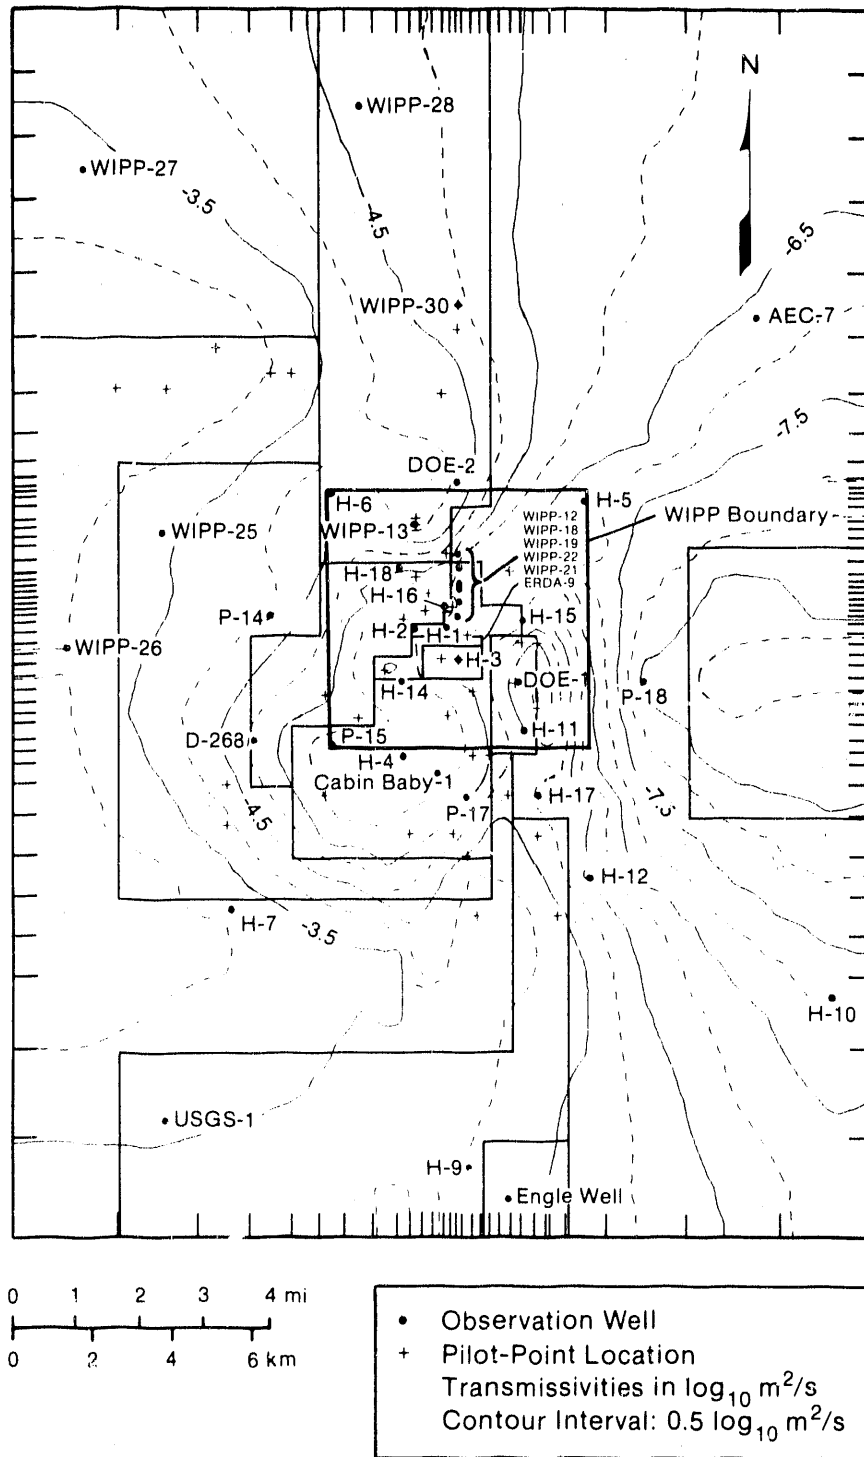 N
WIPP-28
WIPP-27
-3.5
-4.5
-6.5
WIPP-30
AEC-7
-7.5
DOE-2
H-6
H-5
WIPP-12
WIPP Boundary
WIPP-25
WIPP-13
WIPP-18
WIPP-19
WIPP-22
H-18
WIPP-21
ERDA-9
H-16
P-14
H-15
H-2
H-1
WIPP-26
H-3
H-14
DOE-1
P-18
D-268
P-15
H-11
H-4
Cabin Baby-1
-4.5
P-17
H-17
-7.5
H-12
H-7
-3.5
H-10
USGS-1
H-9
Engle Well
0 1 2 3 4 mi
0 2 4 6 km
• Observation Well
+ Pilot-Point Location
Transmissivities in log₁₀ m²/s
Contour Interval: 0.5 log₁₀ m²/s